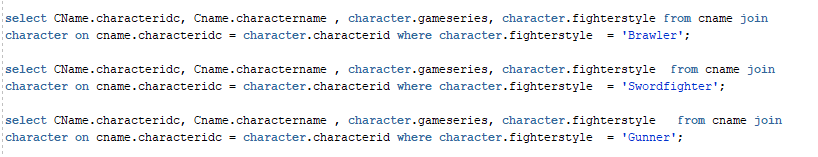 select CName.characteridc, Cname.charactername , character.gameseries, character.fighterstyle from cname join
character on cname.characteridc = character.characterid where character.fighterstyle  = 'Brawler';
select CName.characteridc, Cname.charactername , character.gameseries, character.fighterstyle  from cname join
character on cname.characteridc = character.characterid where character.fighterstyle  = 'Swordfighter';
select CName.characteridc, Cname.charactername , character.gameseries, character.fighterstyle   from cname join
character on cname.characteridc = character.characterid where character.fighterstyle  = 'Gunner';